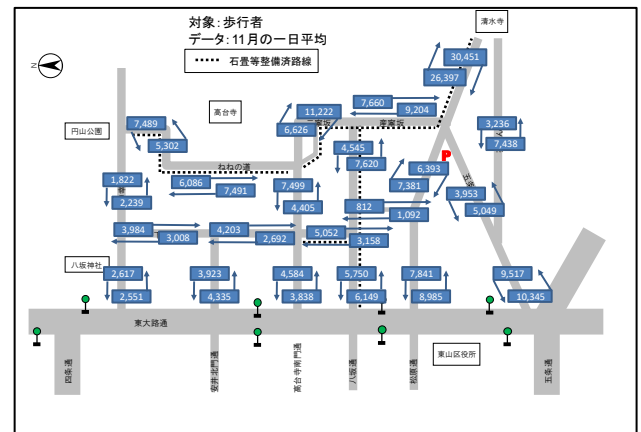 対象:歩行者
データ:11月の一日平均
石畳等整備済路線
清水寺
N
30,451
26,397
高台寺
11,222
7,660
9,204
7,489
6,626
産寧坂
3,236
円山公園
5,302
4,545
7,438
7,620
P
6,393
ねねの道
1,822
6,086
7,499
7,381
3,953
2,239
7,491
4,405
812
5,049
1,092
3,984
4,203
5,052
3,008
2,692
3,158
八坂神社
2,617
3,923
4,584
5,750
7,841
9,517
2,551
4,335
3,838
6,149
8,985
10,345
東大路通
東山区役所
四条通
安井北門通
高台寺南門通
八坂通
松原通
五条通